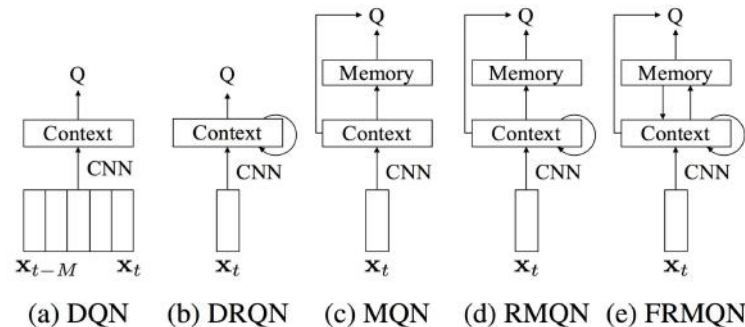 Q
Q
Q
Q
Q
Memory
Memory
Memory
Context
Context
Context
Context
Context
CNN
CNN
CNN
CNN
CNN
x_{t-M}
x_t
x_t
x_t
x_t
x_t
(a) DQN
(b) DRQN
(c) MQN
(d) RMQN
(e) FRMQN